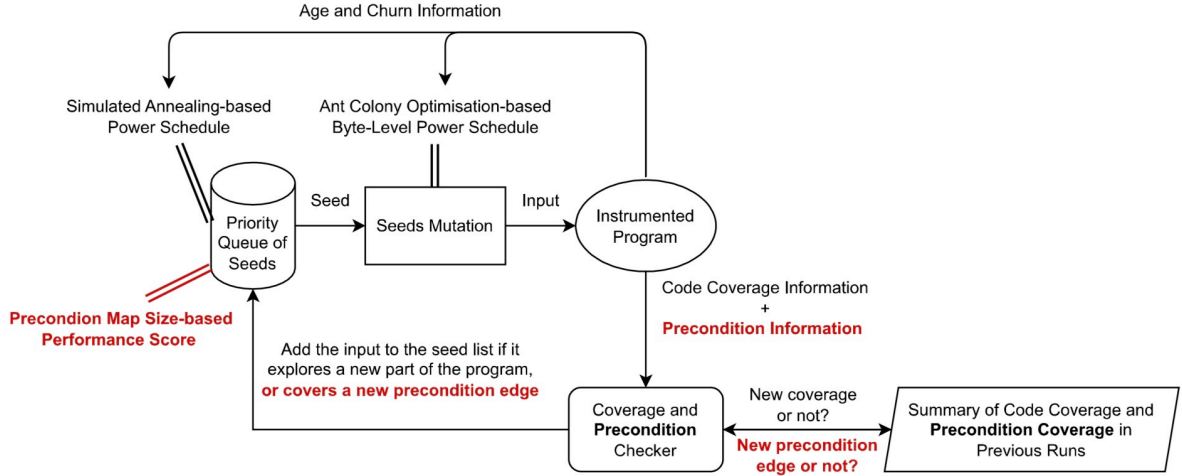 Age and Churn Information
Simulated Annealing-based
Power Schedule
Ant Colony Optimisation-based
Byte-Level Power Schedule
Priority
Queue of
Seeds
Seed
Seeds Mutation
Input
Instrumented
Program
Precondion Map Size-based
Performance Score
Code Coverage Information
+
Precondition Information
Add the input to the seed list if it
explores a new part of the program,
or covers a new precondition edge
Coverage and
Precondition
Checker
New coverage
or not?
New precondition
edge or not?
Summary of Code Coverage and
Precondition Coverage in
Previous Runs